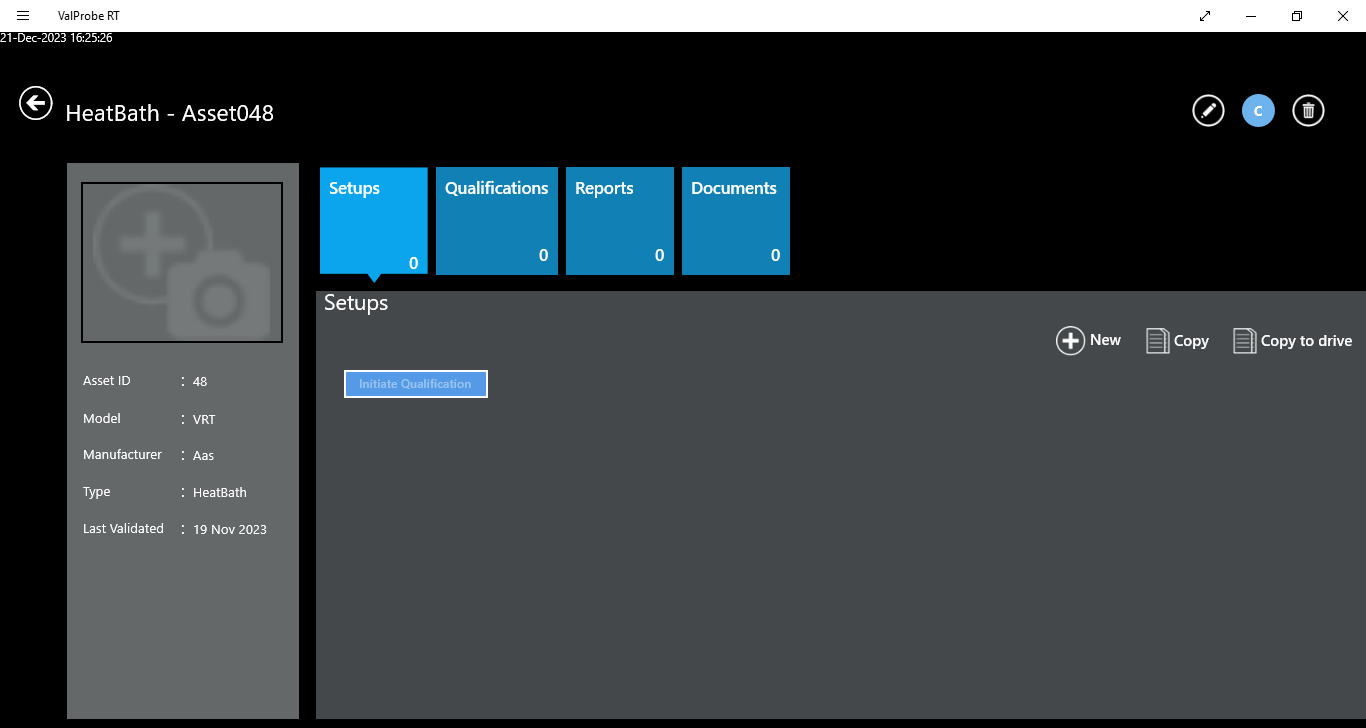 ValProbe RT
21-Dec-2023 16:25:26
HeatBath - Asset048
C
Setups
0
Qualifications
0
Reports
0
Documents
0
Setups
New
Copy
Copy to drive
Initiate Qualification
Asset ID : 48
Model : VRT
Manufacturer : Aas
Type : HeatBath
Last Validated : 19 Nov 2023